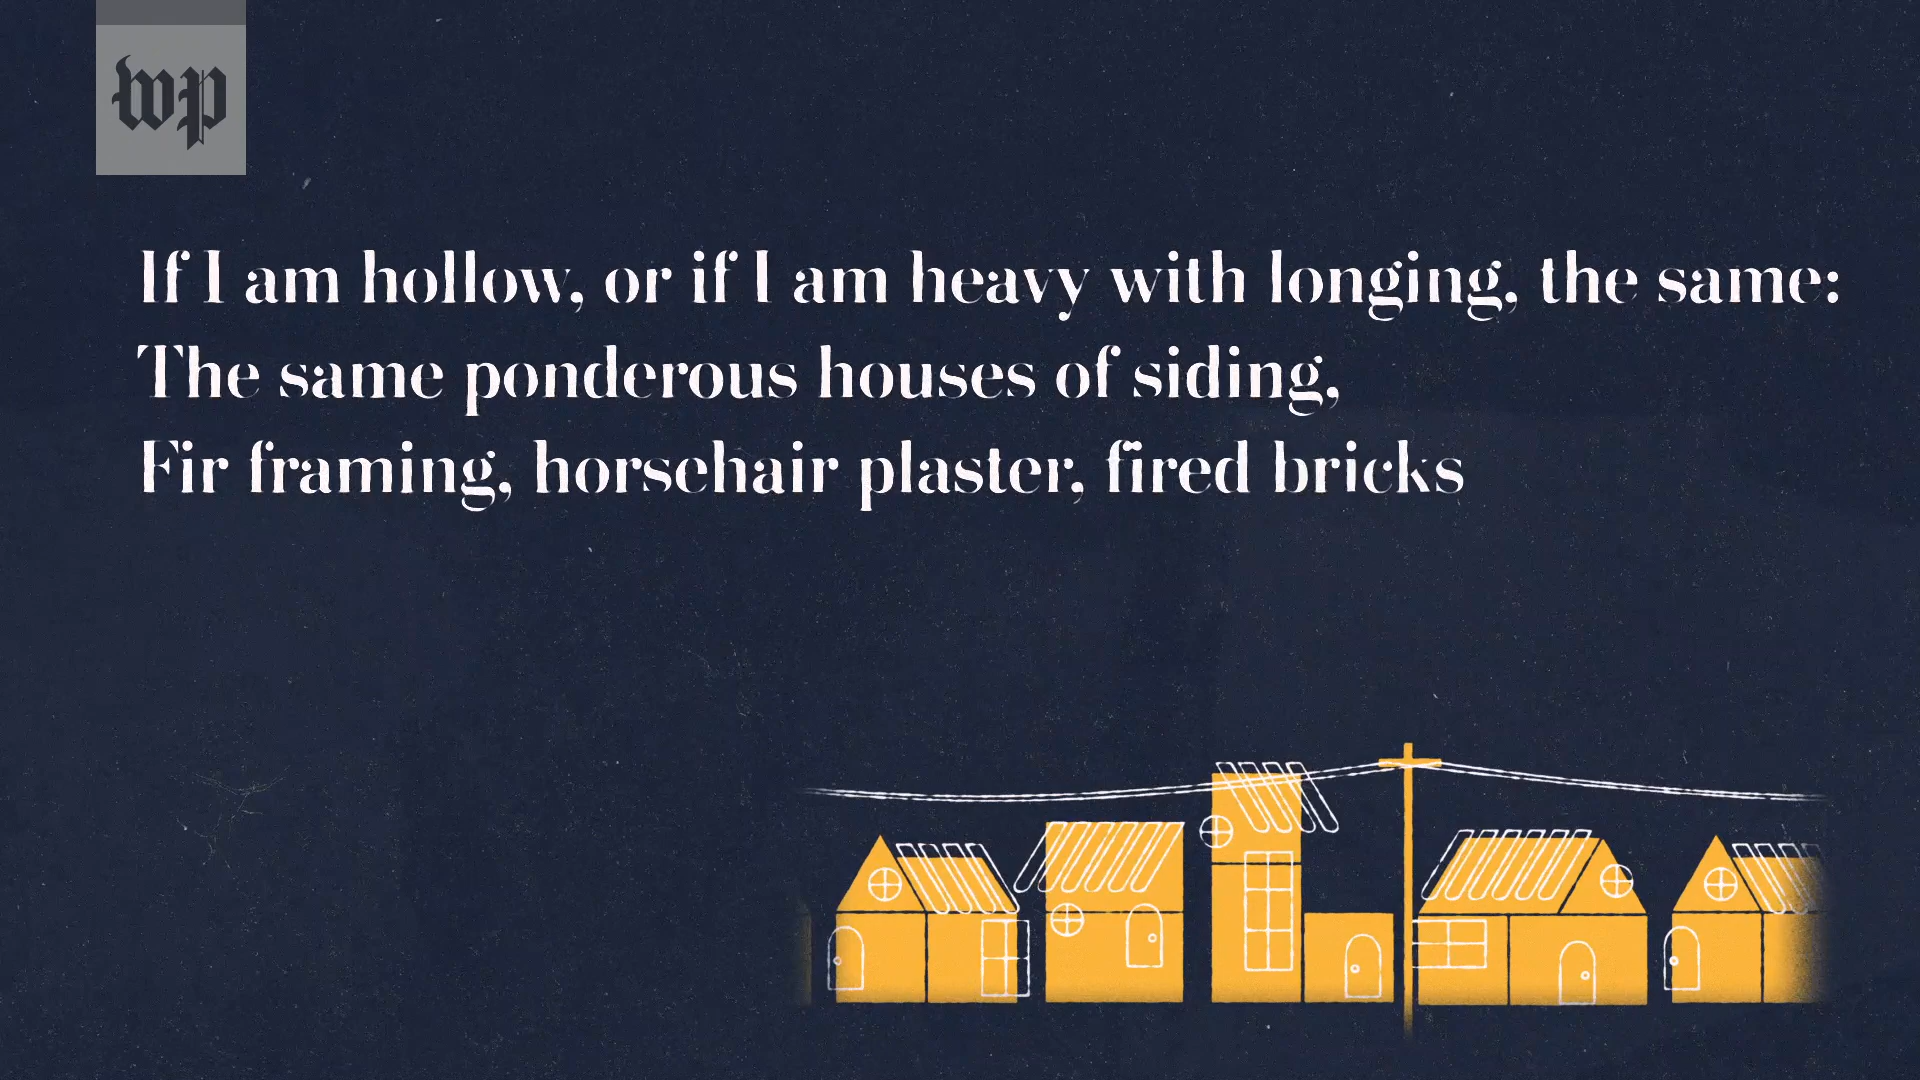 wp
If I am hollow, or if I am heavy with longing, the same:
The same ponderous houses of siding,
Fir framing, horsehair plaster, fired bricks